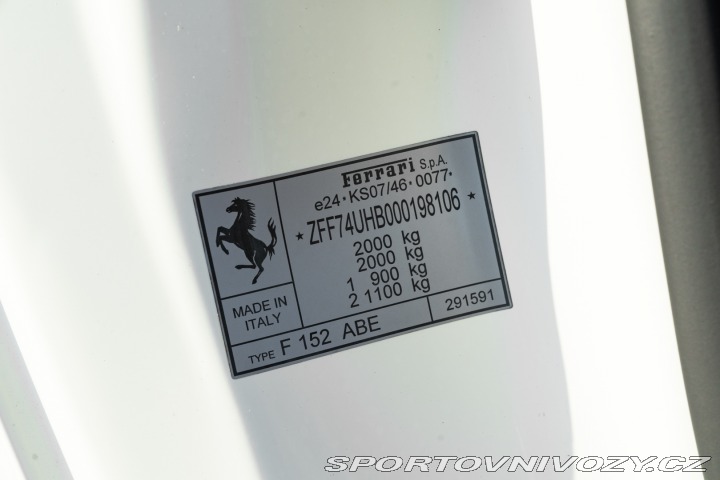 Ferrari S.p.A.
e24*KS07/46*0077*
* ZFF74UHB000198106 *
2000 kg
2000 kg
1 900 kg
2 1100 kg
MADE IN
ITALY
TYPE F 152 ABE
291591
SPORTOVNIVOZY.CZ